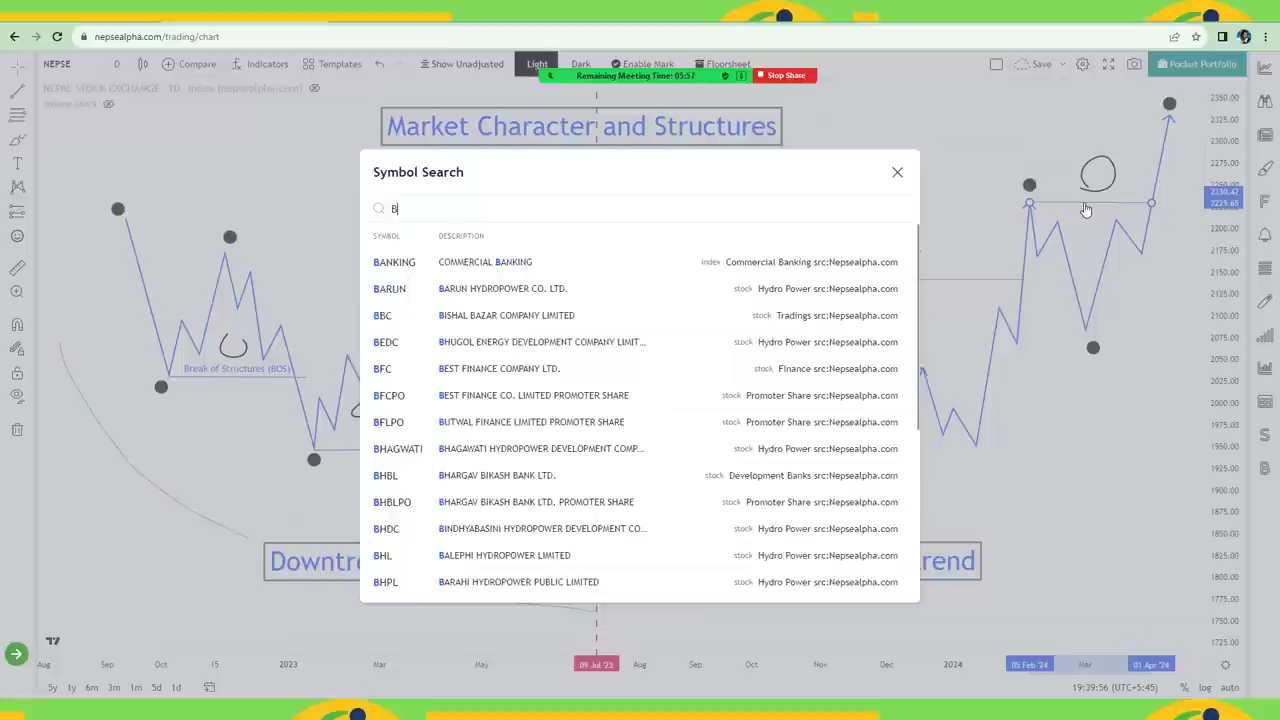 nepsealpha.com/trading/chart
NEPSE D Compare Indicators Templates Show Unadjusted Light Dark Enable Mark Floorsheet Save Pocket Portfolio
Remaining Meeting Time: 05:57 Stop Share
NEPAL STOCK EXCHANGE 1D Index (nepsealpha.com)
Market Character and Structures
Symbol Search
B
SYMBOL DESCRIPTION
BANKING COMMERCIAL BANKING index Commercial Banking src:Nepsealpha.com
BARUN BARUN HYDROPOWER CO. LTD. stock Hydro Power src:Nepsealpha.com
BBC BISHAL BAZAR COMPANY LIMITED stock Tradings src:Nepsealpha.com
BEDC BHUGOL ENERGY DEVELOPMENT COMPANY LIMIT... stock Hydro Power src:Nepsealpha.com
BFC BEST FINANCE COMPANY LTD. stock Finance src:Nepsealpha.com
BFCPO BEST FINANCE CO. LIMITED PROMOTER SHARE stock Promoter Share src:Nepsealpha.com
BFLPO BUTWAL FINANCE LIMITED PROMOTER SHARE stock Promoter Share src:Nepsealpha.com
BHAGWATI BHAGAWATI HYDROPOWER DEVELOPMENT COMP... stock Hydro Power src:Nepsealpha.com
BHBL BHARGAV BIKASH BANK LTD. stock Development Banks src:Nepsealpha.com
BHBLPO BHARGAV BIKASH BANK LTD. PROMOTER SHARE stock Promoter Share src:Nepsealpha.com
BHDC BINDHYABASINI HYDROPOWER DEVELOPMENT CO... stock Hydro Power src:Nepsealpha.com
BHL BALEPHI HYDROPOWER LIMITED stock Hydro Power src:Nepsealpha.com
BHPL BARAHI HYDROPOWER PUBLIC LIMITED stock Hydro Power src:Nepsealpha.com
Break of Structures (BOS)
Downtre
rend
2350.00
2325.00
2300.00
2275.00
2250.00
2230.42
2229.65
2200.00
2175.00
2150.00
2125.00
2100.00
2075.00
2050.00
2025.00
2000.00
1975.00
1950.00
1925.00
1900.00
1875.00
1850.00
1825.00
1800.00
1775.00
1750.00
1725.00
Aug Sep Oct 15 2023 Mar May 09 Jul '23 Aug Sep Oct Nov Dec 2024 05 Feb '24 Mar 01 Apr '24
5y 1y 6m 3m 1m 5d 1d 19:39:56 (UTC+5:45) % log auto